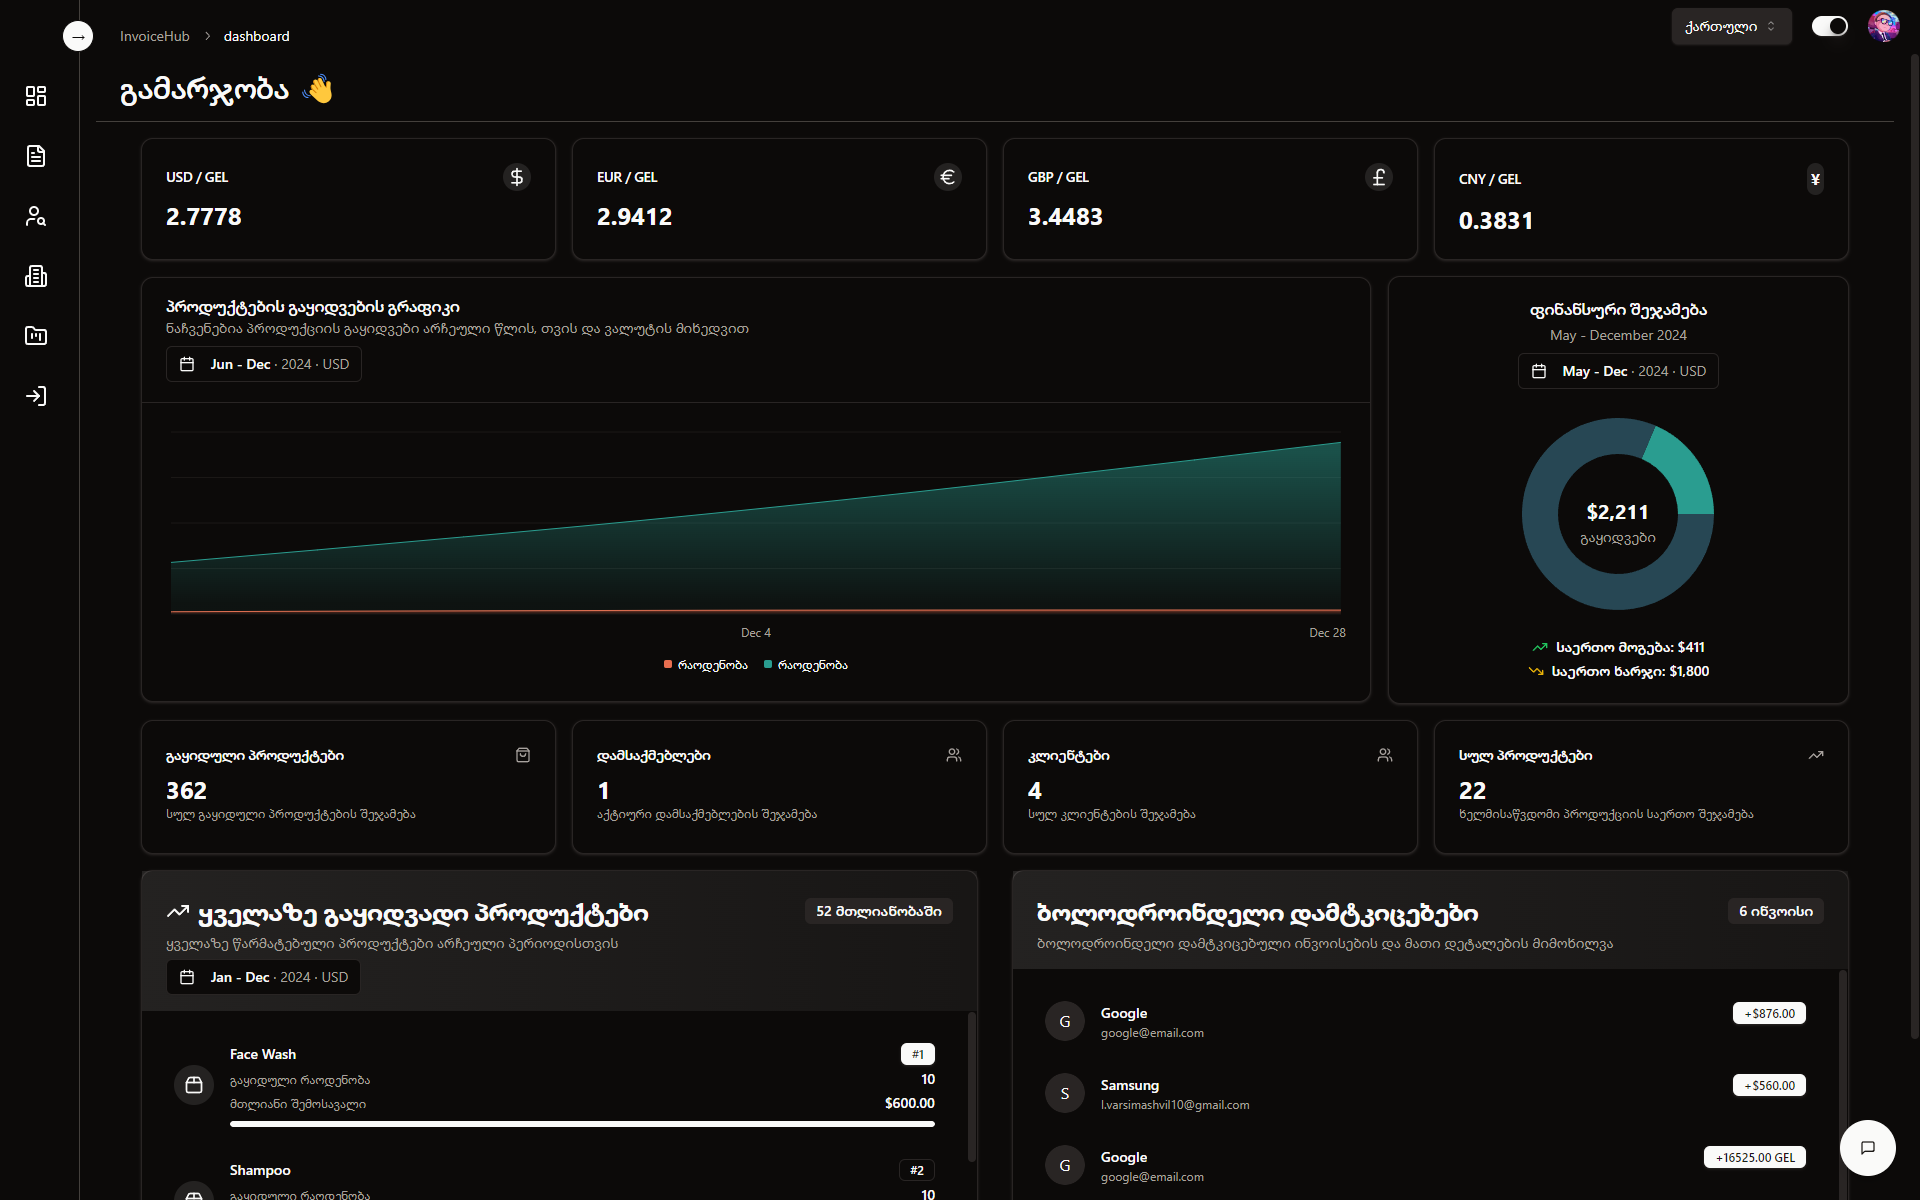 InvoiceHub > dashboard
ქართული
გამარჯობა 👋
USD / GEL
$
2.7778
EUR / GEL
€
2.9412
GBP / GEL
£
3.4483
CNY / GEL
¥
0.3831
პროდუქტების გაყიდვების გრაფიკი
ნაჩვენებია პროდუქციის გაყიდვები არჩეული წლის, თვის და ვალუტის მიხედვით
Jun - Dec · 2024 · USD
Dec 4
Dec 28
რაოდენობა
რაოდენობა
ფინანსური შეჯამება
May - December 2024
May - Dec · 2024 · USD
$2,211
გაყიდვები
საერთო მოგება: $411
საერთო ხარჯი: $1,800
გაყიდული პროდუქტები
362
სულ გაყიდული პროდუქტების შეჯამება
დამსაქმებლები
1
აქტიური დამსაქმებლების შეჯამება
კლიენტები
4
სულ კლიენტების შეჯამება
სულ პროდუქტები
22
ხელმისაწვდომი პროდუქციის საერთო შეჯამება
ყველაზე გაყიდვადი პროდუქტები
52 მთლიანობაში
ყველაზე წარმატებული პროდუქტები არჩეული პერიოდისთვის
Jan - Dec · 2024 · USD
Face Wash
#1
გაყიდული რაოდენობა
10
მთლიანი შემოსავალი
$600.00
Shampoo
#2
გაყიდული რაოდენობა
10
ბოლოდროინდელი დამტკიცებები
6 ინვოისი
ბოლოდროინდელი დამტკიცებული ინვოისების და მათი დეტალების მიმოხილვა
G
Google
google@email.com
+$876.00
S
Samsung
l.varsimashvil10@gmail.com
+$560.00
G
Google
google@email.com
+16525.00 GEL